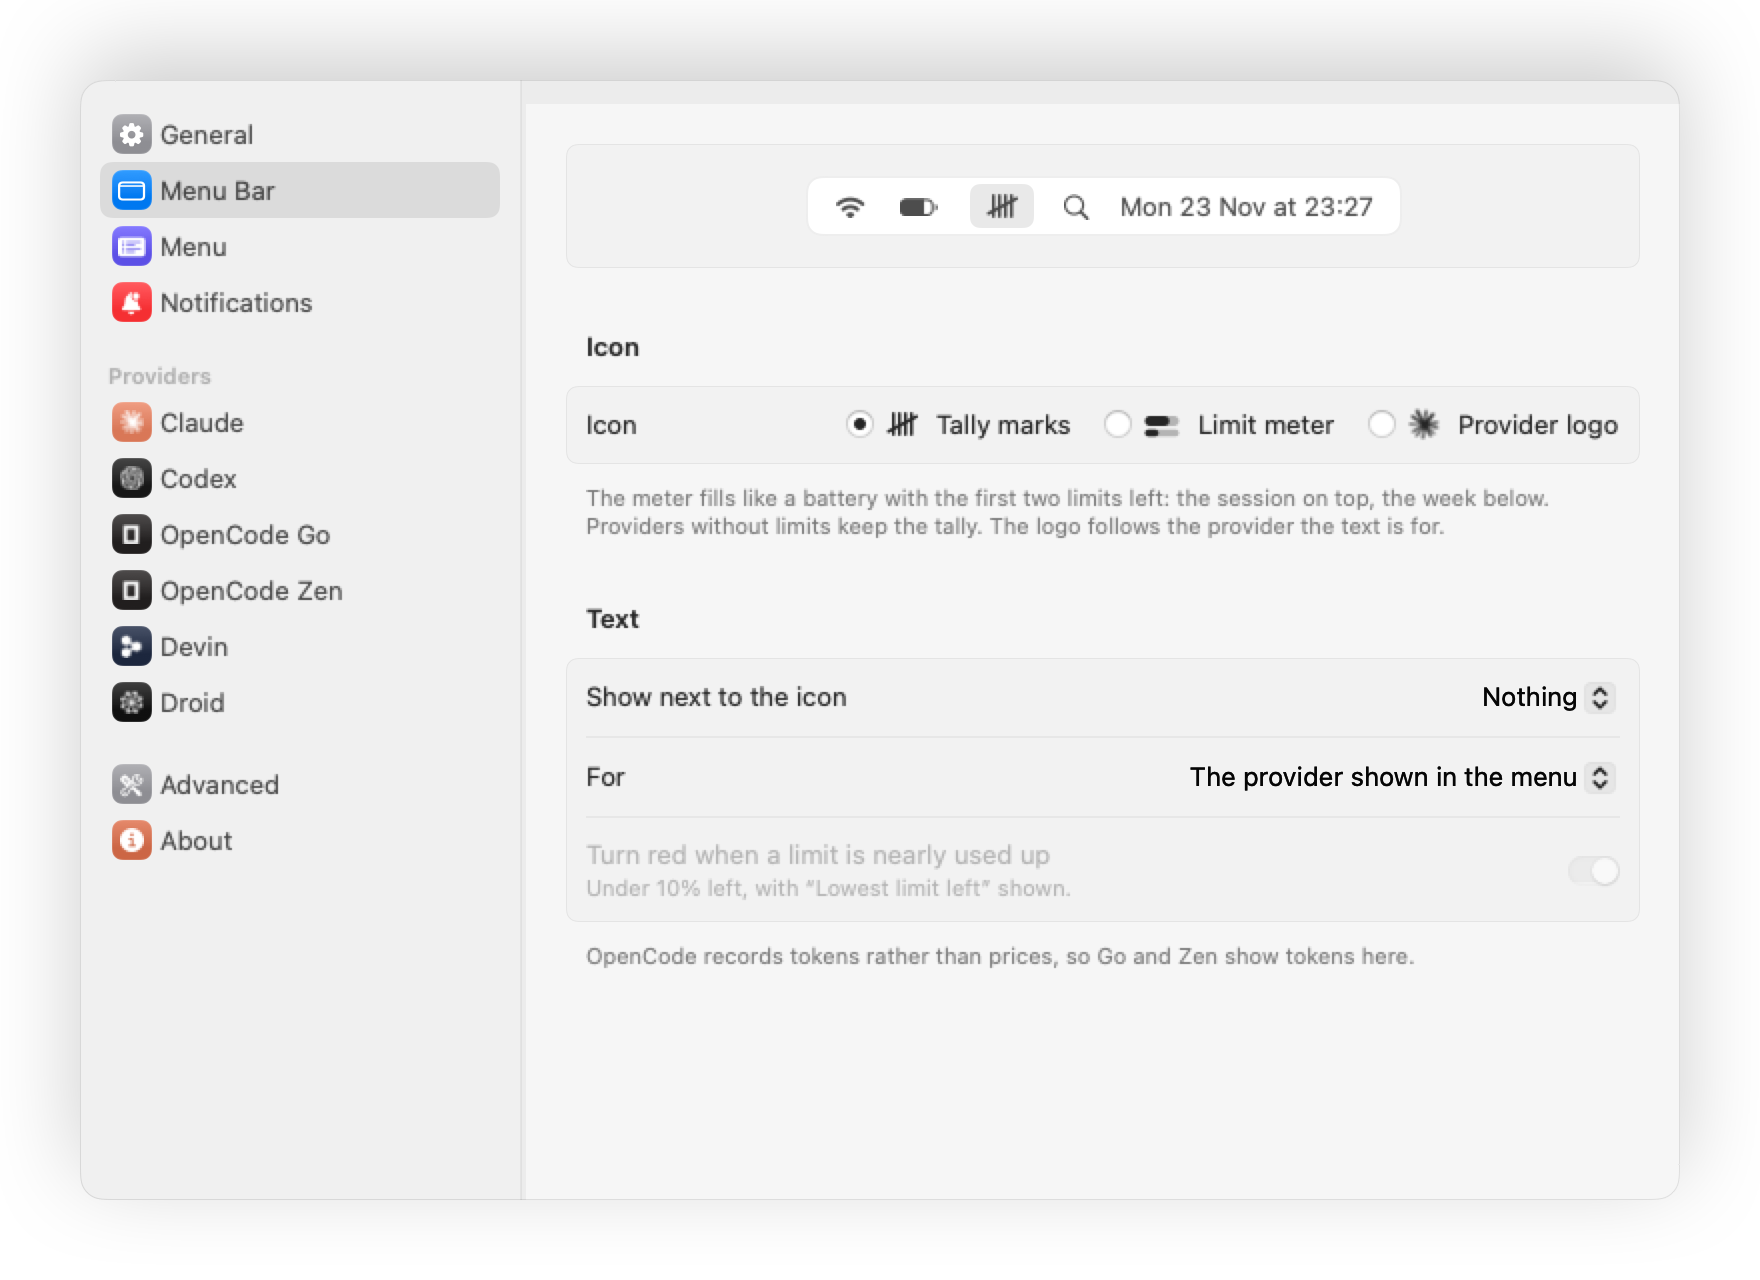 General
Menu Bar
Menu
Notifications
Providers
Claude
Codex
OpenCode Go
OpenCode Zen
Devin
Droid
Advanced
About
Mon 23 Nov at 23:27
Icon
Icon
Tally marks
Limit meter
Provider logo
The meter fills like a battery with the first two limits left: the session on top, the week below.
Providers without limits keep the tally. The logo follows the provider the text is for.
Text
Show next to the icon
Nothing
For
The provider shown in the menu
Turn red when a limit is nearly used up
Under 10% left, with “Lowest limit left” shown.
OpenCode records tokens rather than prices, so Go and Zen show tokens here.